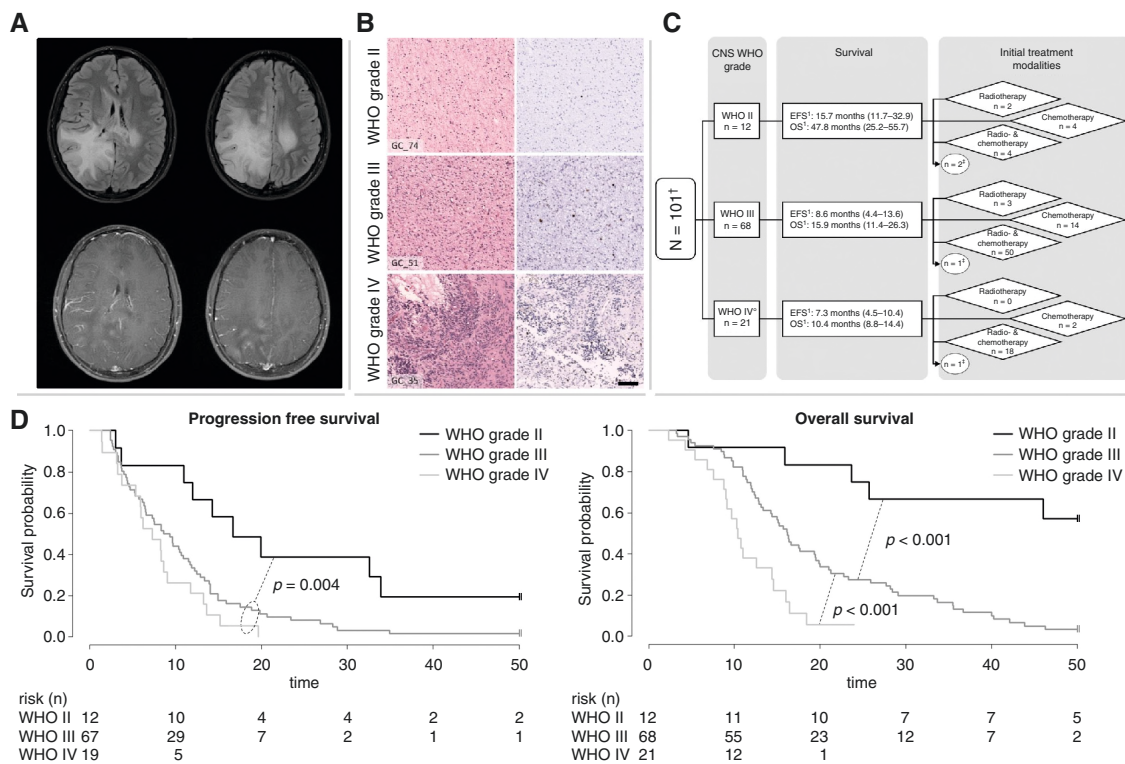 A
B
WHO grade II
GC_74
WHO grade III
GC_51
WHO grade IV
GC_35
C
CNS WHO
grade
Survival
Initial treatment
modalities
N = 101†
WHO II
n = 12
EFS¹: 15.7 months (11.7–32.9)
OS¹: 47.8 months (25.2–55.7)
Radiotherapy
n = 2
Chemotherapy
n = 4
Radio- &
chemotherapy
n = 4
n = 2‡
WHO III
n = 68
EFS¹: 8.6 months (4.4–13.6)
OS¹: 15.9 months (11.4–26.3)
Radiotherapy
n = 3
Chemotherapy
n = 14
Radio- &
chemotherapy
n = 50
n = 1‡
WHO IV°
n = 21
EFS¹: 7.3 months (4.5–10.4)
OS¹: 10.4 months (8.8–14.4)
Radiotherapy
n = 0
Chemotherapy
n = 2
Radio- &
chemotherapy
n = 18
n = 1‡
D
Progression free survival
WHO grade II
WHO grade III
WHO grade IV
Survival probability
1.0
0.8
0.6
0.4
0.2
0.0
p = 0.004
0 10 20 30 40 50
time
risk (n)
WHO II 12 10 4 4 2 2
WHO III 67 29 7 2 1 1
WHO IV 19 5
Overall survival
WHO grade II
WHO grade III
WHO grade IV
Survival probability
1.0
0.8
0.6
0.4
0.2
0.0
p < 0.001
p < 0.001
0 10 20 30 40 50
time
risk (n)
WHO II 12 11 10 7 7 5
WHO III 68 55 23 12 7 2
WHO IV 21 12 1